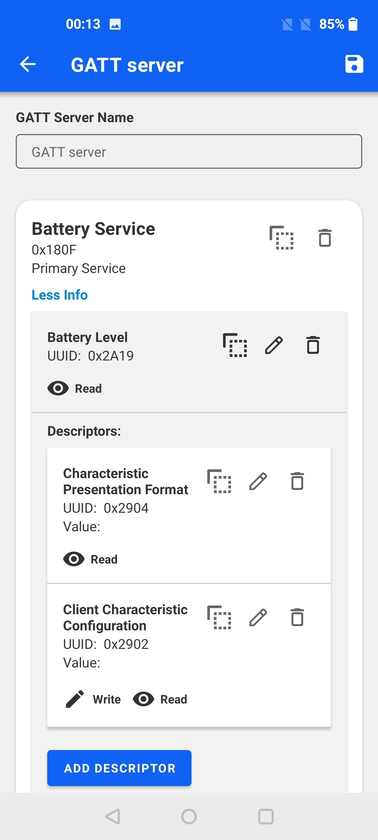 00:13
85%
GATT server
GATT Server Name
GATT server
Battery Service
0x180F
Primary Service
Less Info
Battery Level
UUID: 0x2A19
Read
Descriptors:
Characteristic
Presentation Format
UUID: 0x2904
Value:
Read
Client Characteristic
Configuration
UUID: 0x2902
Value:
Write Read
ADD DESCRIPTOR